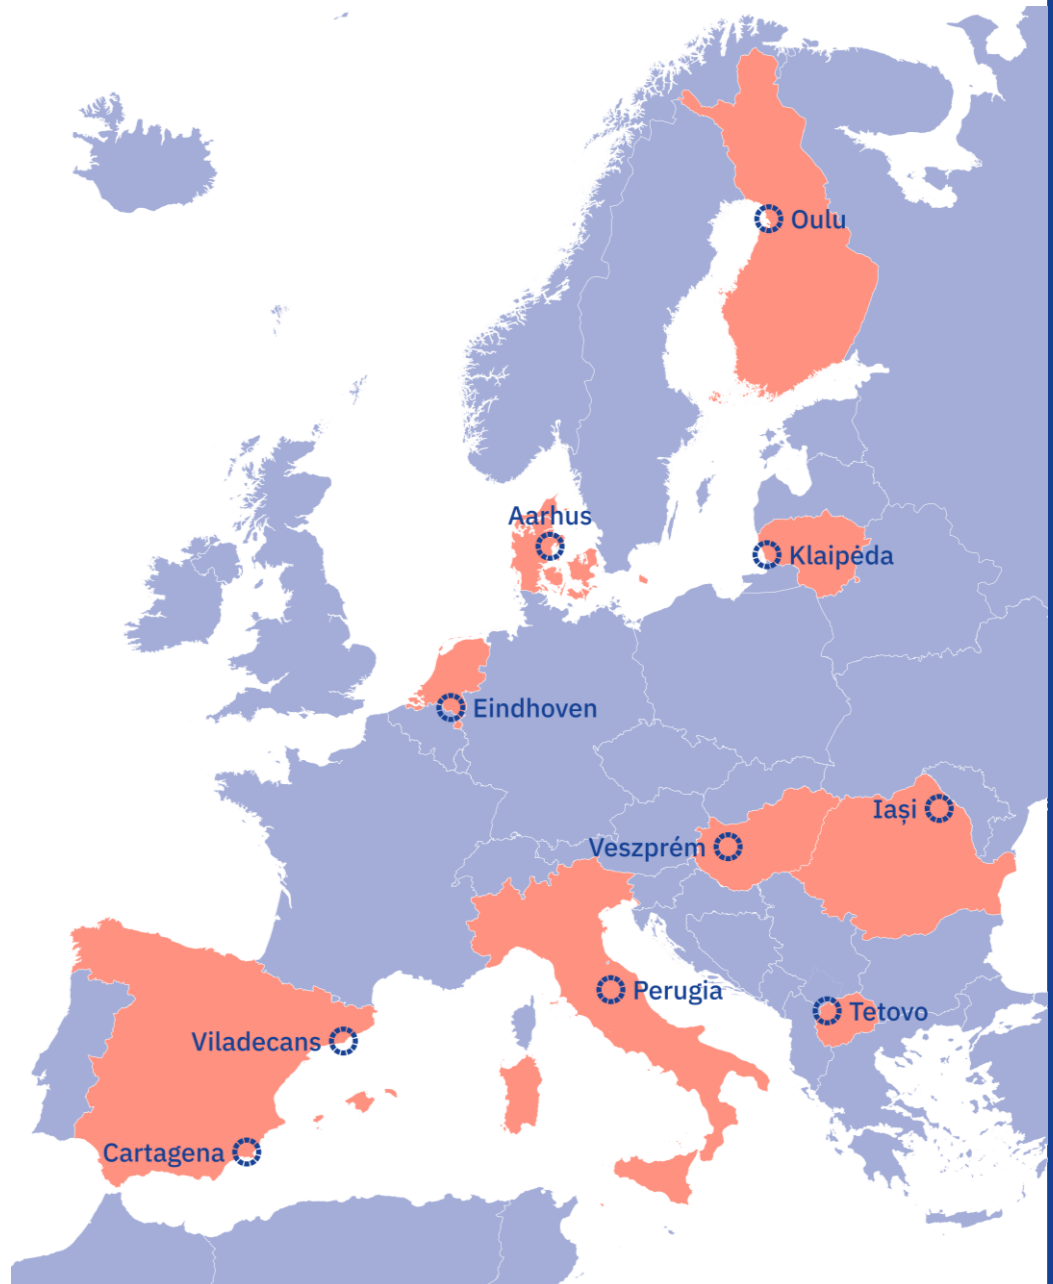 Oulu
Aarhus
Klaipėda
Eindhoven
Iași
Veszprém
Perugia
Tetovo
Viladecans
Cartagena